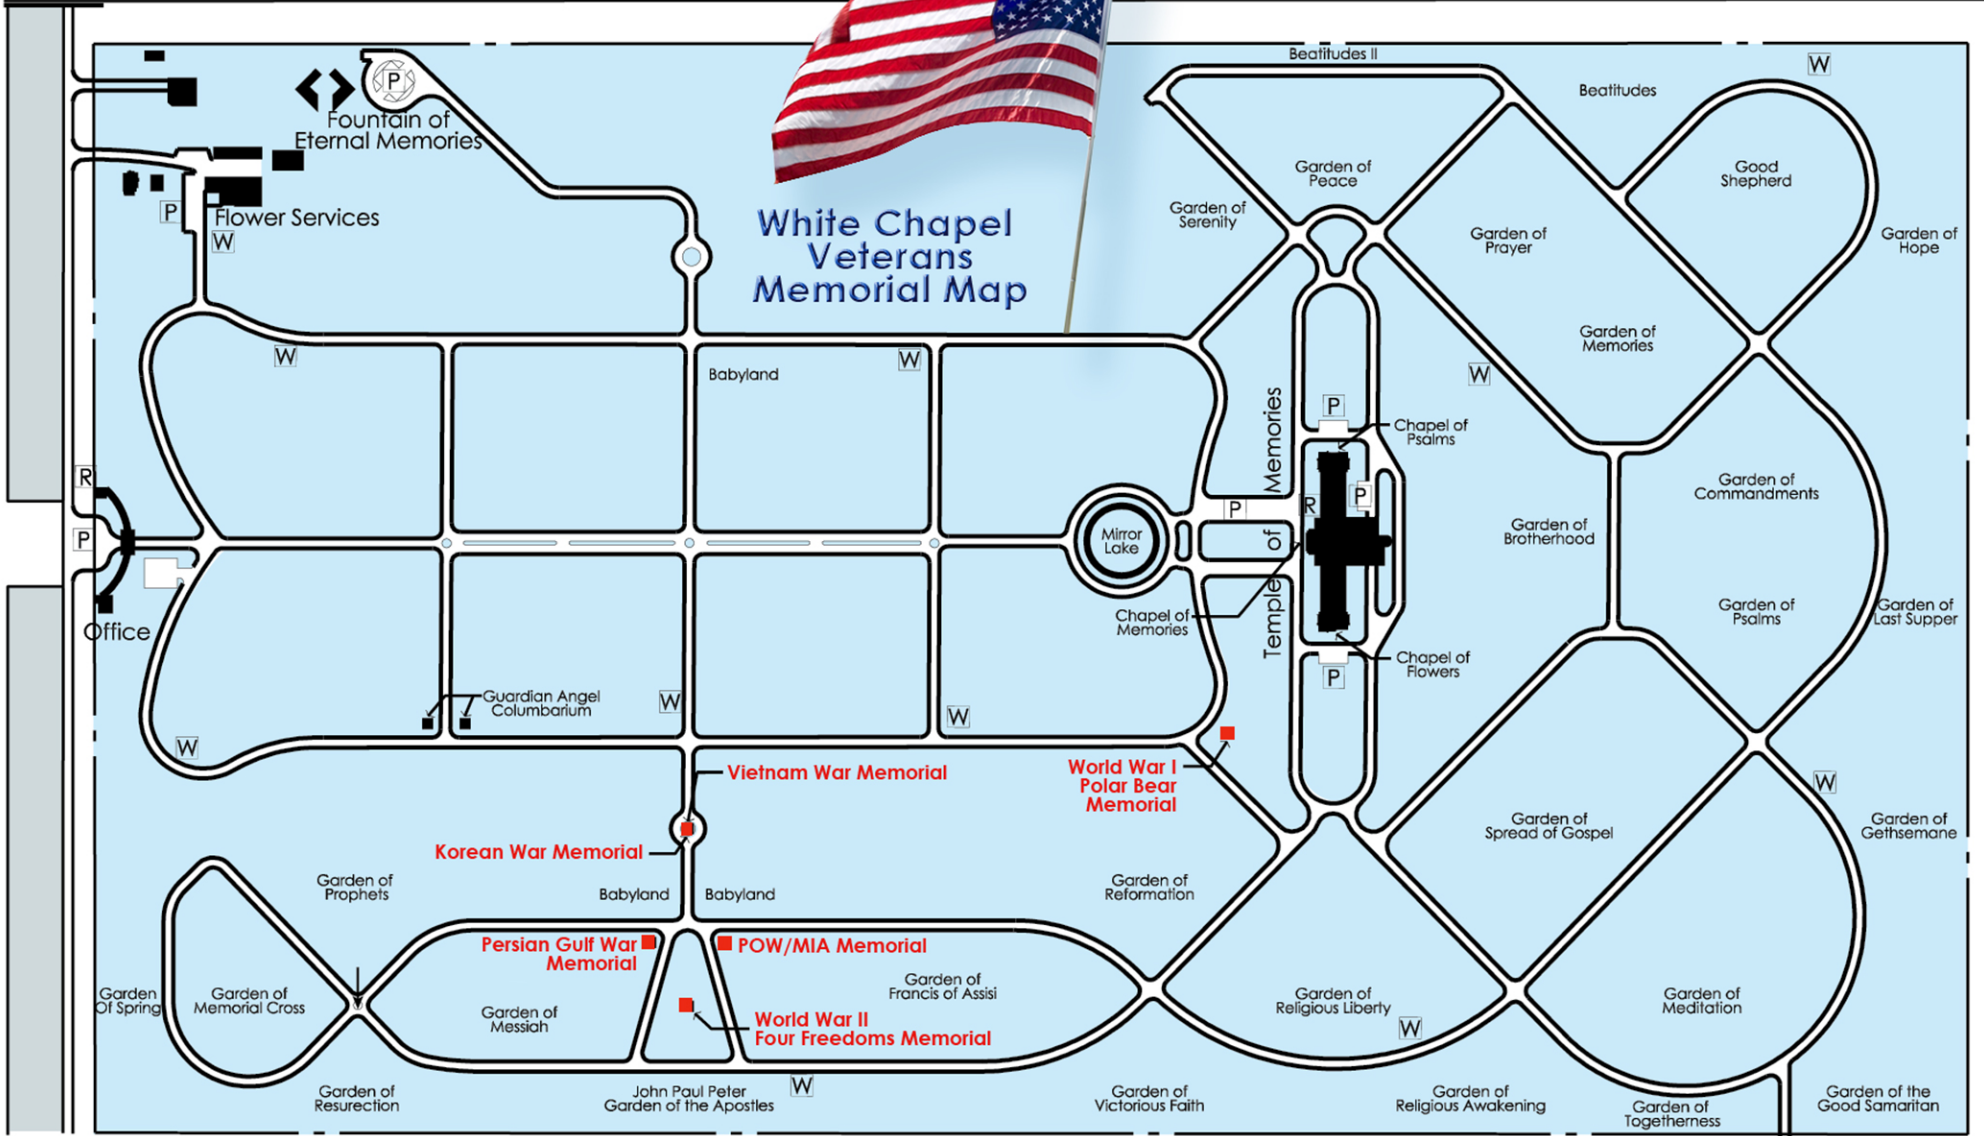 Beatitudes II
W
Beatitudes
P
Fountain of
Eternal Memories
Garden of
Peace
Good
Shepherd
P
Flower Services
W
White Chapel
Veterans
Memorial Map
Garden of
Serenity
Garden of
Prayer
Garden of
Hope
W
Babyland
W
Garden of
Memories
W
P
Chapel of
Psalms
Temple of Memories
R
P
Mirror
Lake
P
R
P
Garden of
Commandments
Garden of
Brotherhood
Office
Chapel of
Memories
Garden of
Psalms
Garden of
Last Supper
Chapel of
Flowers
P
Guardian Angel
Columbarium
W
W
W
Vietnam War Memorial
World War I
Polar Bear
Memorial
W
Korean War Memorial
Garden of
Spread of Gospel
Garden of
Gethsemane
Garden of
Prophets
Babyland
Babyland
Garden of
Reformation
Persian Gulf War
Memorial
POW/MIA Memorial
Garden
Of Spring
Garden of
Memorial Cross
Garden of
Messiah
Garden of
Francis of Assisi
World War II
Four Freedoms Memorial
Garden of
Religious Liberty
W
Garden of
Meditation
Garden of
Resurection
John Paul Peter
Garden of the Apostles
W
Garden of
Victorious Faith
Garden of
Religious Awakening
Garden of
Togetherness
Garden of the
Good Samaritan